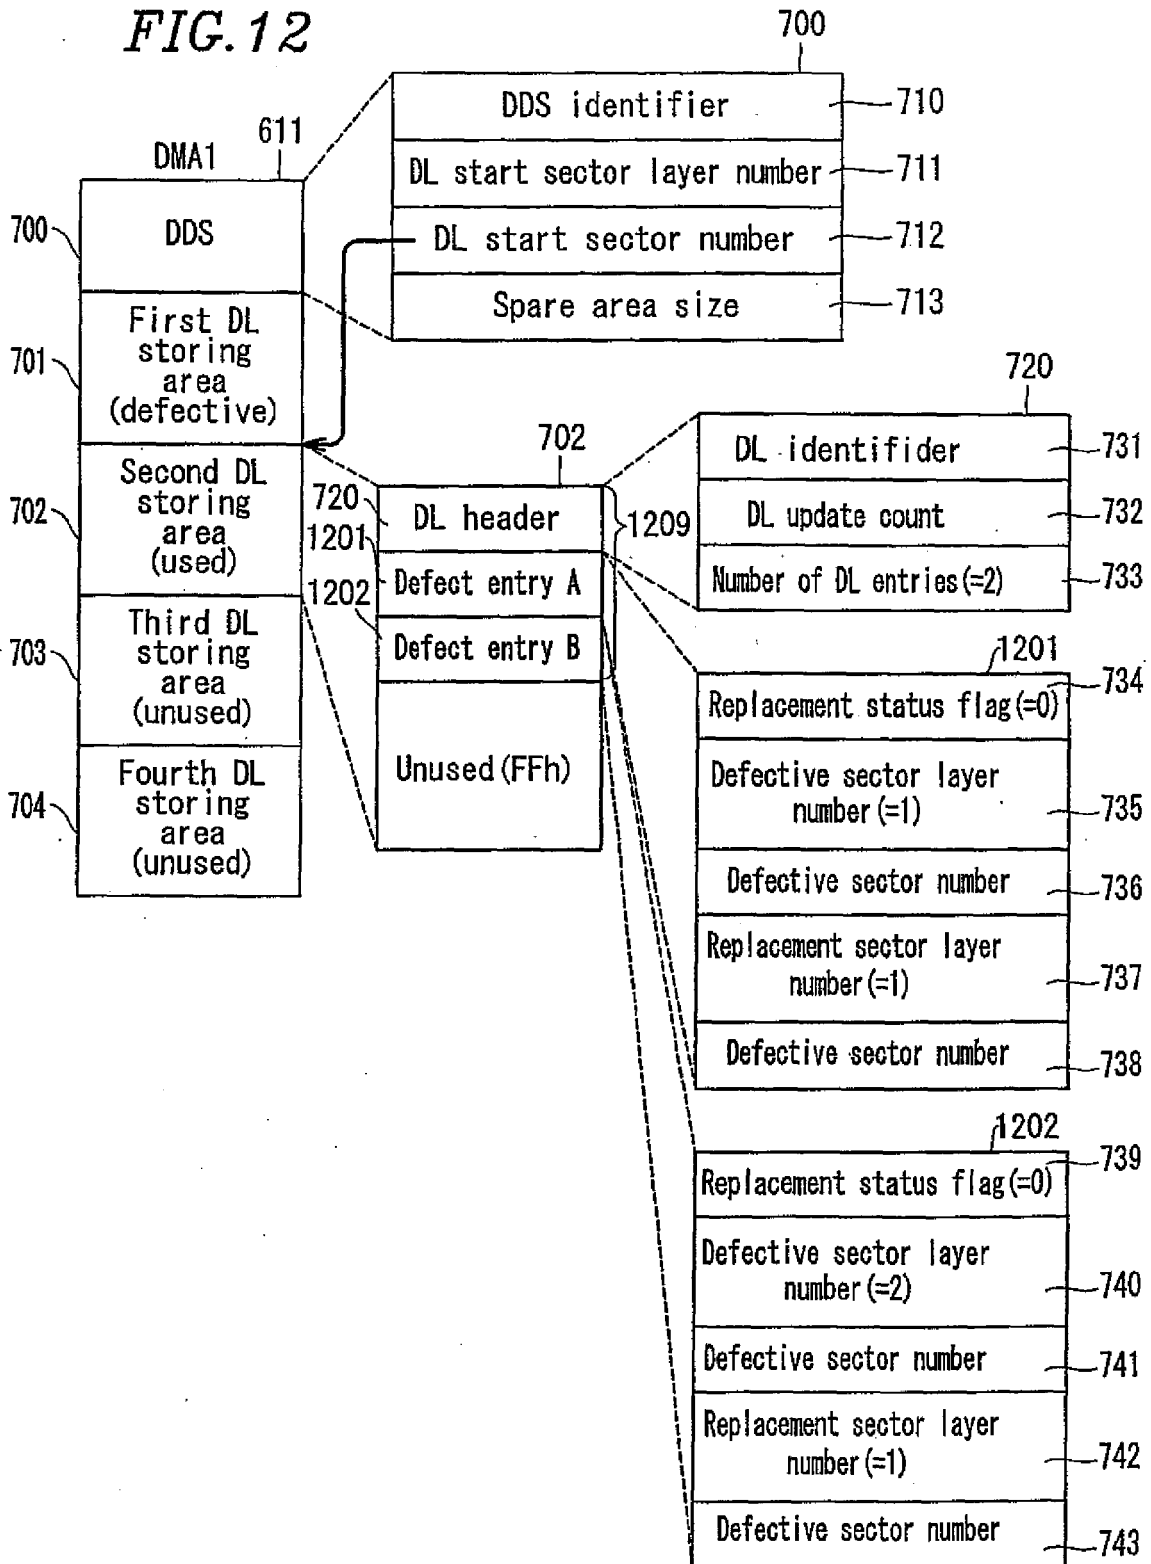 FIG. 12
700
DDS identifier
710
DL start sector layer number
711
DL start sector number
712
Spare area size
713
611
DMA1
700
DDS
701
First DL
storing
area
(defective)
702
Second DL
storing
area
(used)
703
Third DL
storing
area
(unused)
704
Fourth DL
storing
area
(unused)
702
720
DL header
1209
1201
Defect entry A
1202
Defect entry B
Unused (FFh)
720
DL identifider
731
DL update count
732
Number of DL entries(=2)
733
1201
Replacement status flag(=0)
734
Defective sector layer
number(=1)
735
Defective sector number
736
Replacement sector layer
number(=1)
737
Defective sector number
738
1202
Replacement status flag(=0)
739
Defective sector layer
number(=2)
740
Defective sector number
741
Replacement sector layer
number(=1)
742
Defective sector number
743